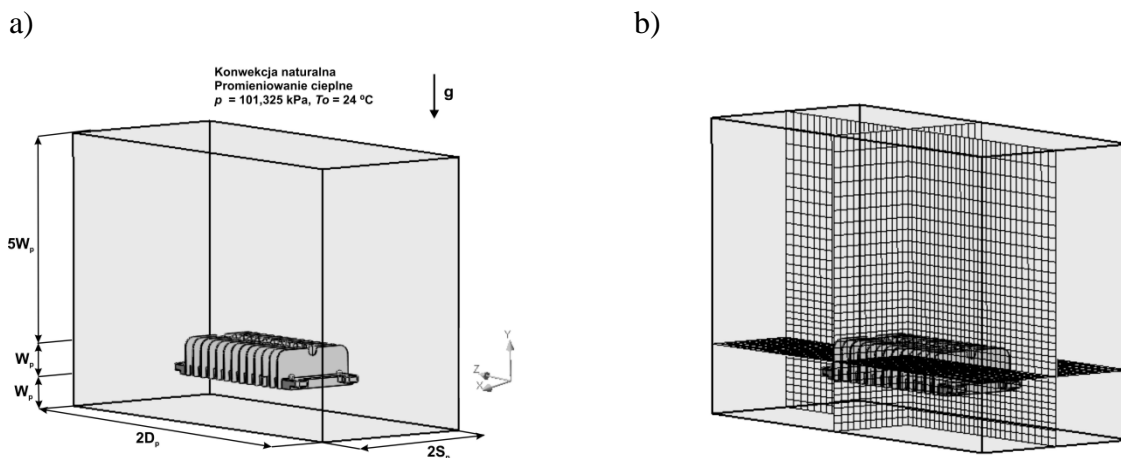 a)
b)
Konwekcja naturalna
Promieniowanie cieplne
p = 101,325 kPa, To = 24 ºC
g
5Wp
Wp
Wp
2Dp
2Sp
Y
Z
X